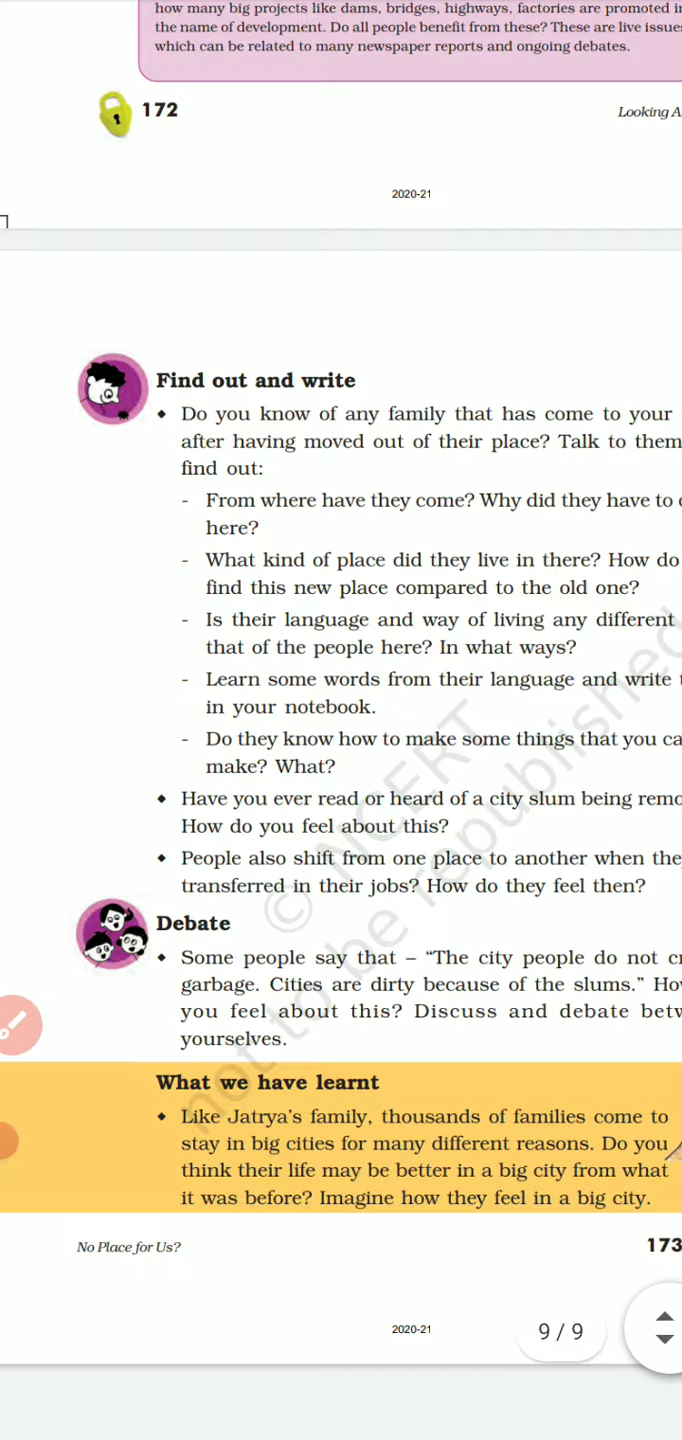 how many big projects like dams, bridges, highways, factories are promoted in
the name of development. Do all people benefit from these? These are live issue
which can be related to many newspaper reports and ongoing debates.
172
Looking A
2020-21
Find out and write
◆ Do you know of any family that has come to your
after having moved out of their place? Talk to them
find out:
- From where have they come? Why did they have to
here?
- What kind of place did they live in there? How do
find this new place compared to the old one?
- Is their language and way of living any different
that of the people here? In what ways?
- Learn some words from their language and write
in your notebook.
- Do they know how to make some things that you ca
make? What?
◆ Have you ever read or heard of a city slum being remo
How do you feel about this?
◆ People also shift from one place to another when the
transferred in their jobs? How do they feel then?
Debate
◆ Some people say that – “The city people do not
garbage. Cities are dirty because of the slums.” Ho
you feel about this? Discuss and debate betw
yourselves.
© NCERT
not to be republished
What we have learnt
◆ Like Jatrya’s family, thousands of families come to
stay in big cities for many different reasons. Do you
think their life may be better in a big city from what
it was before? Imagine how they feel in a big city.
No Place for Us?
173
2020-21
9 / 9